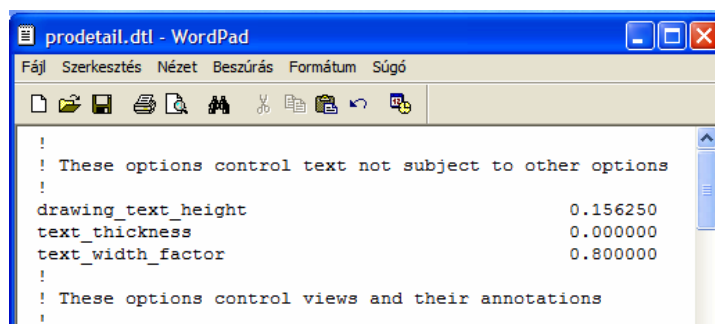 prodetail.dtl - WordPad
Fájl Szerkesztés Nézet Beszúrás Formátum Súgó
!
! These options control text not subject to other options
!
drawing_text_height 0.156250
text_thickness 0.000000
text_width_factor 0.800000
!
! These options control views and their annotations
!